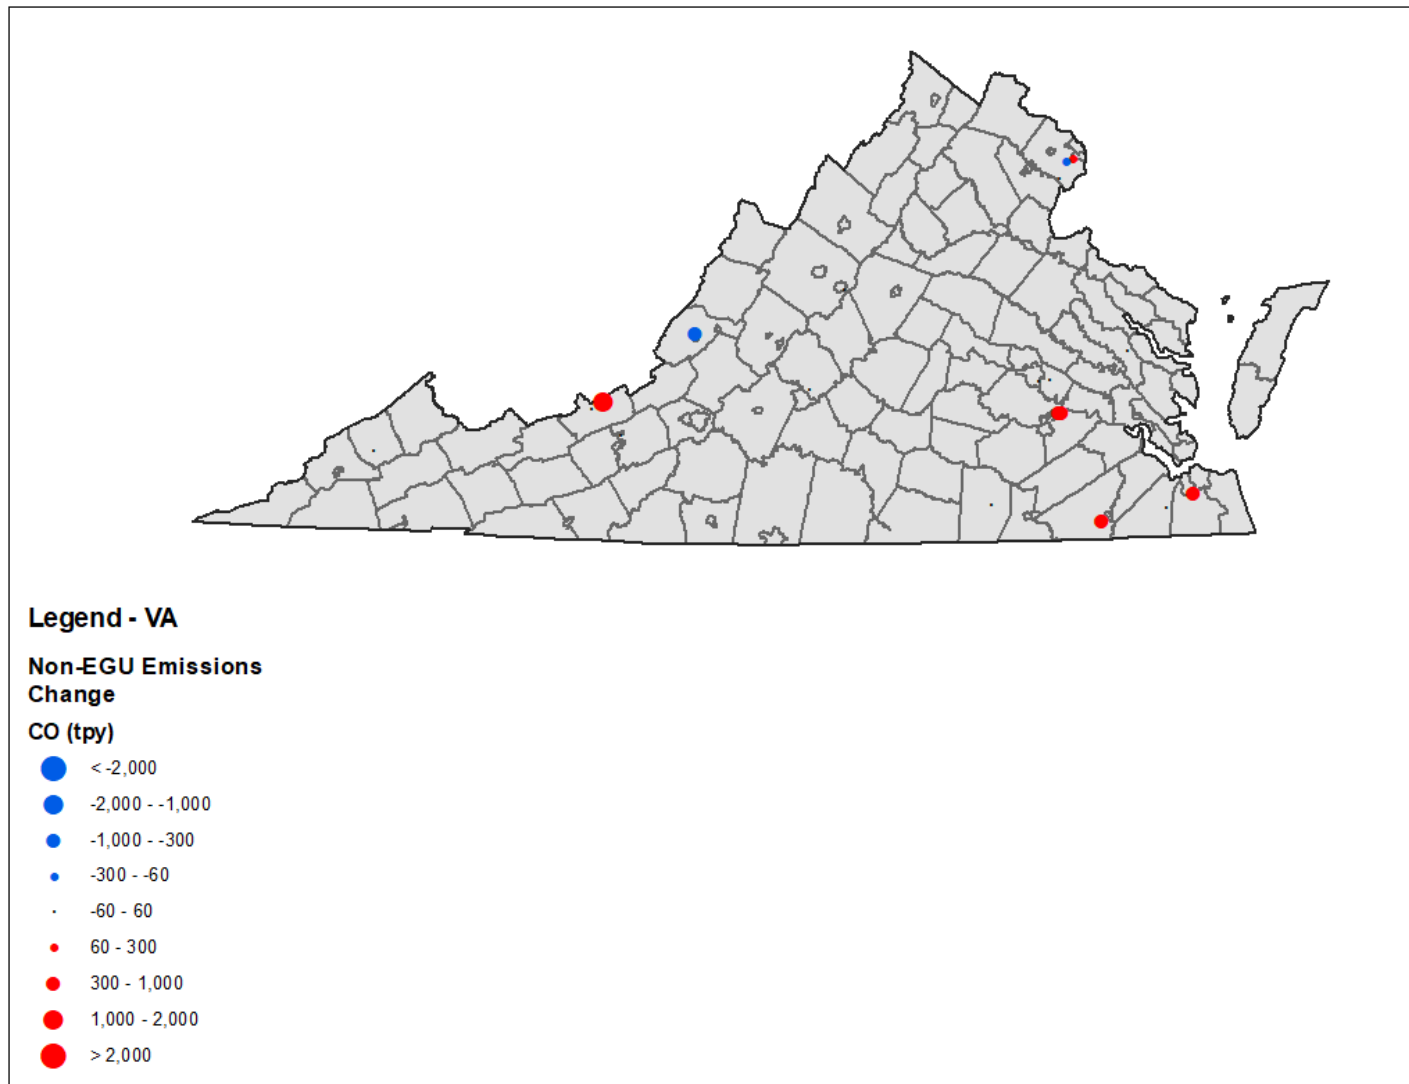 Legend - VA
Non-EGU Emissions
Change
CO (tpy)
< -2,000
-2,000 - -1,000
-1,000 - -300
-300 - -60
-60 - 60
60 - 300
300 - 1,000
1,000 - 2,000
> 2,000